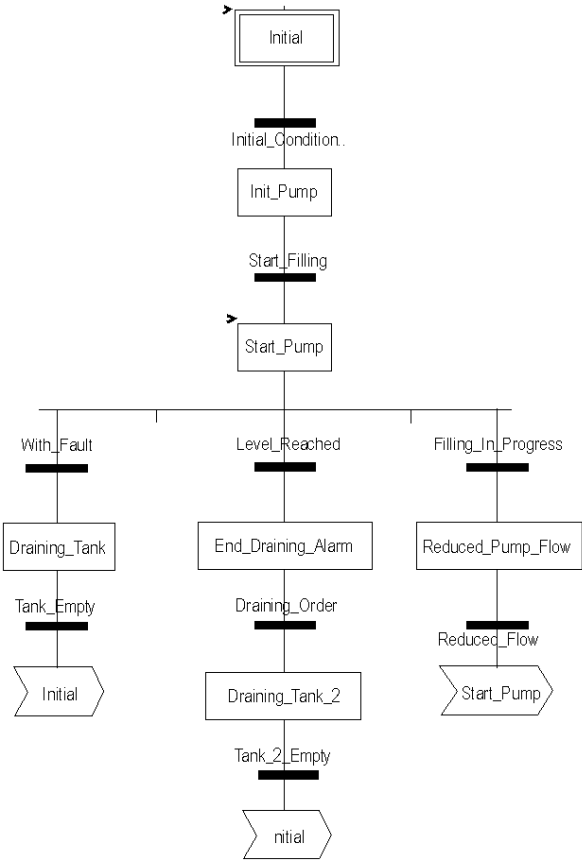 Initial
Initial_Condition..
Init_Pump
Start_Filling
Start_Pump
With_Fault
Level_Reached
Filling_In_Progress
Draining_Tank
End_Draining_Alarm
Reduced_Pump_Flow
Tank_Empty
Draining_Order
Reduced_Flow
Initial
Draining_Tank_2
Start_Pump
Tank_2_Empty
nitial